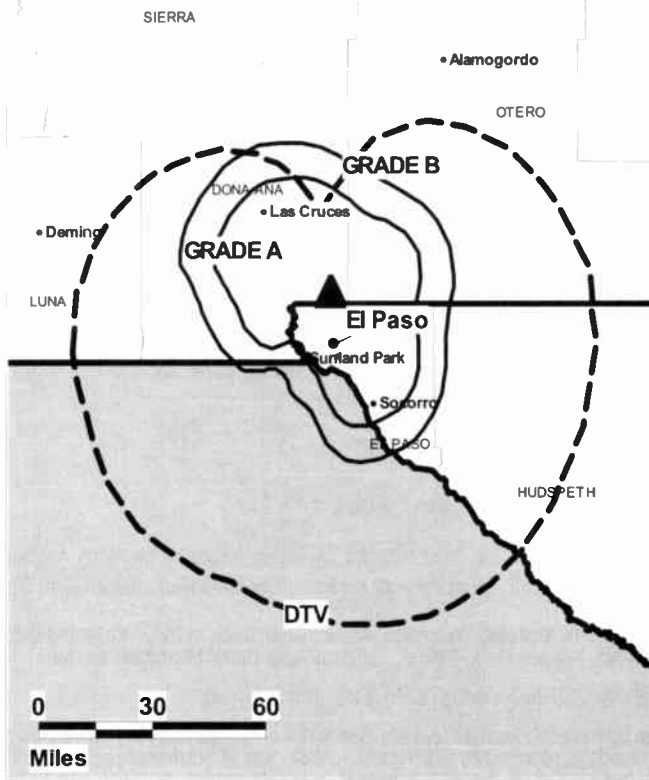 SIERRA
Alamogordo
OTERO
GRADE B
DONA ANA
Las Cruces
Deming
GRADE A
LUNA
El Paso
Sunland Park
Socorro
EL PASO
HUDSPETH
DTV
0 30 60
Miles